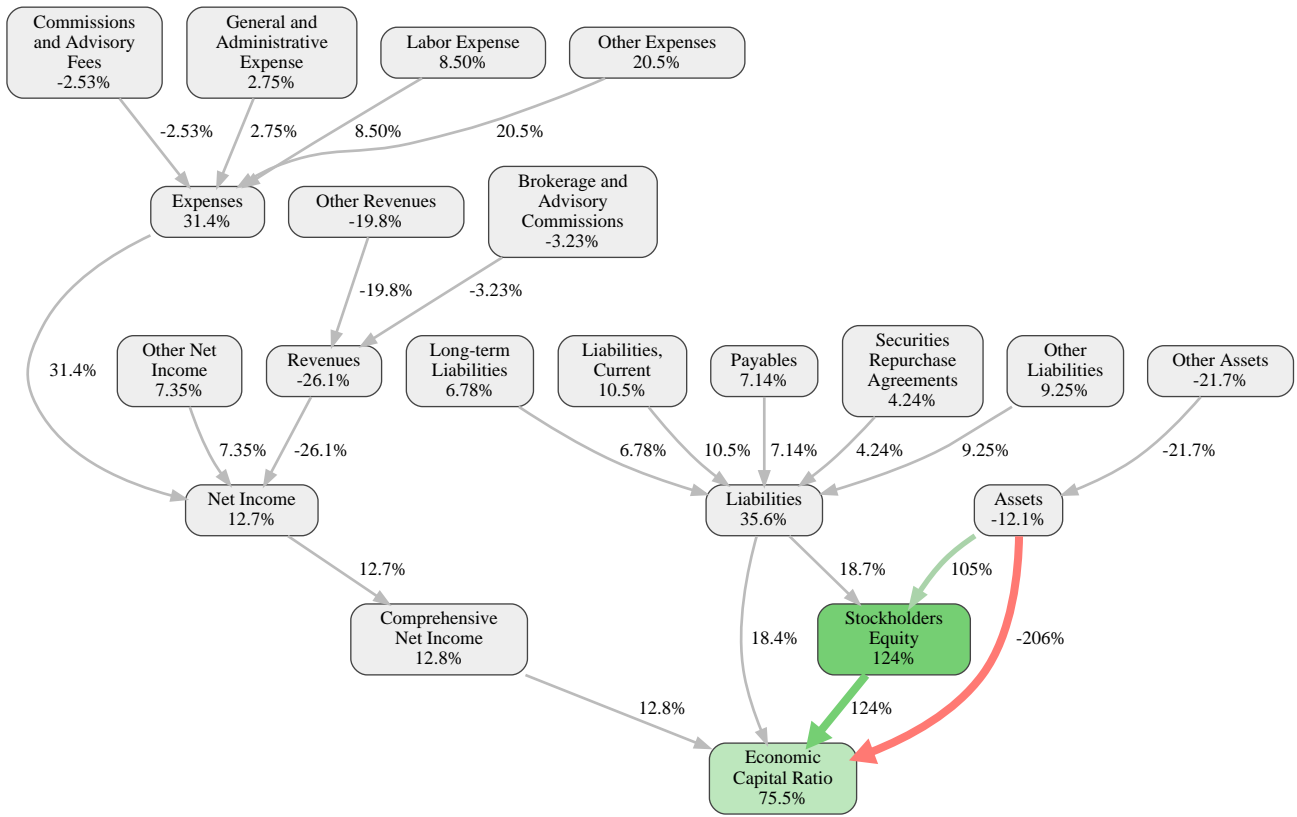 Commissions
and Advisory
Fees
-2.53%
General and
Administrative
Expense
2.75%
Labor Expense
8.50%
Other Expenses
20.5%
-2.53%
2.75%
8.50%
20.5%
Expenses
31.4%
Other Revenues
-19.8%
Brokerage and
Advisory
Commissions
-3.23%
-19.8%
-3.23%
31.4%
Other Net
Income
7.35%
Revenues
-26.1%
Long-term
Liabilities
6.78%
Liabilities,
Current
10.5%
Payables
7.14%
Securities
Repurchase
Agreements
4.24%
Other
Liabilities
9.25%
Other Assets
-21.7%
7.35%
-26.1%
6.78%
10.5%
7.14%
4.24%
9.25%
-21.7%
Net Income
12.7%
Liabilities
35.6%
Assets
-12.1%
12.7%
18.7%
105%
Comprehensive
Net Income
12.8%
18.4%
Stockholders
Equity
124%
-206%
12.8%
124%
Economic
Capital Ratio
75.5%